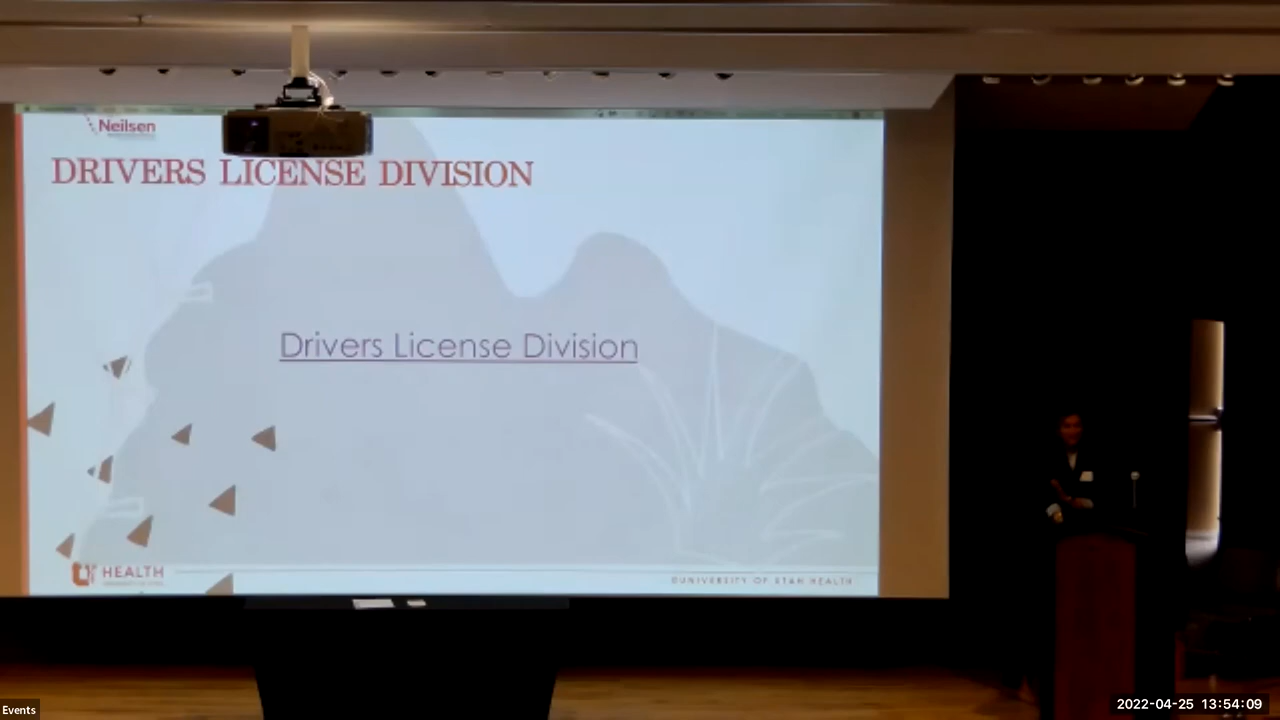 Neilsen
DRIVERS LICENSE DIVISION
Drivers License Division
U HEALTH
©UNIVERSITY OF UTAH HEALTH
Events
2022-04-25 13:54:09